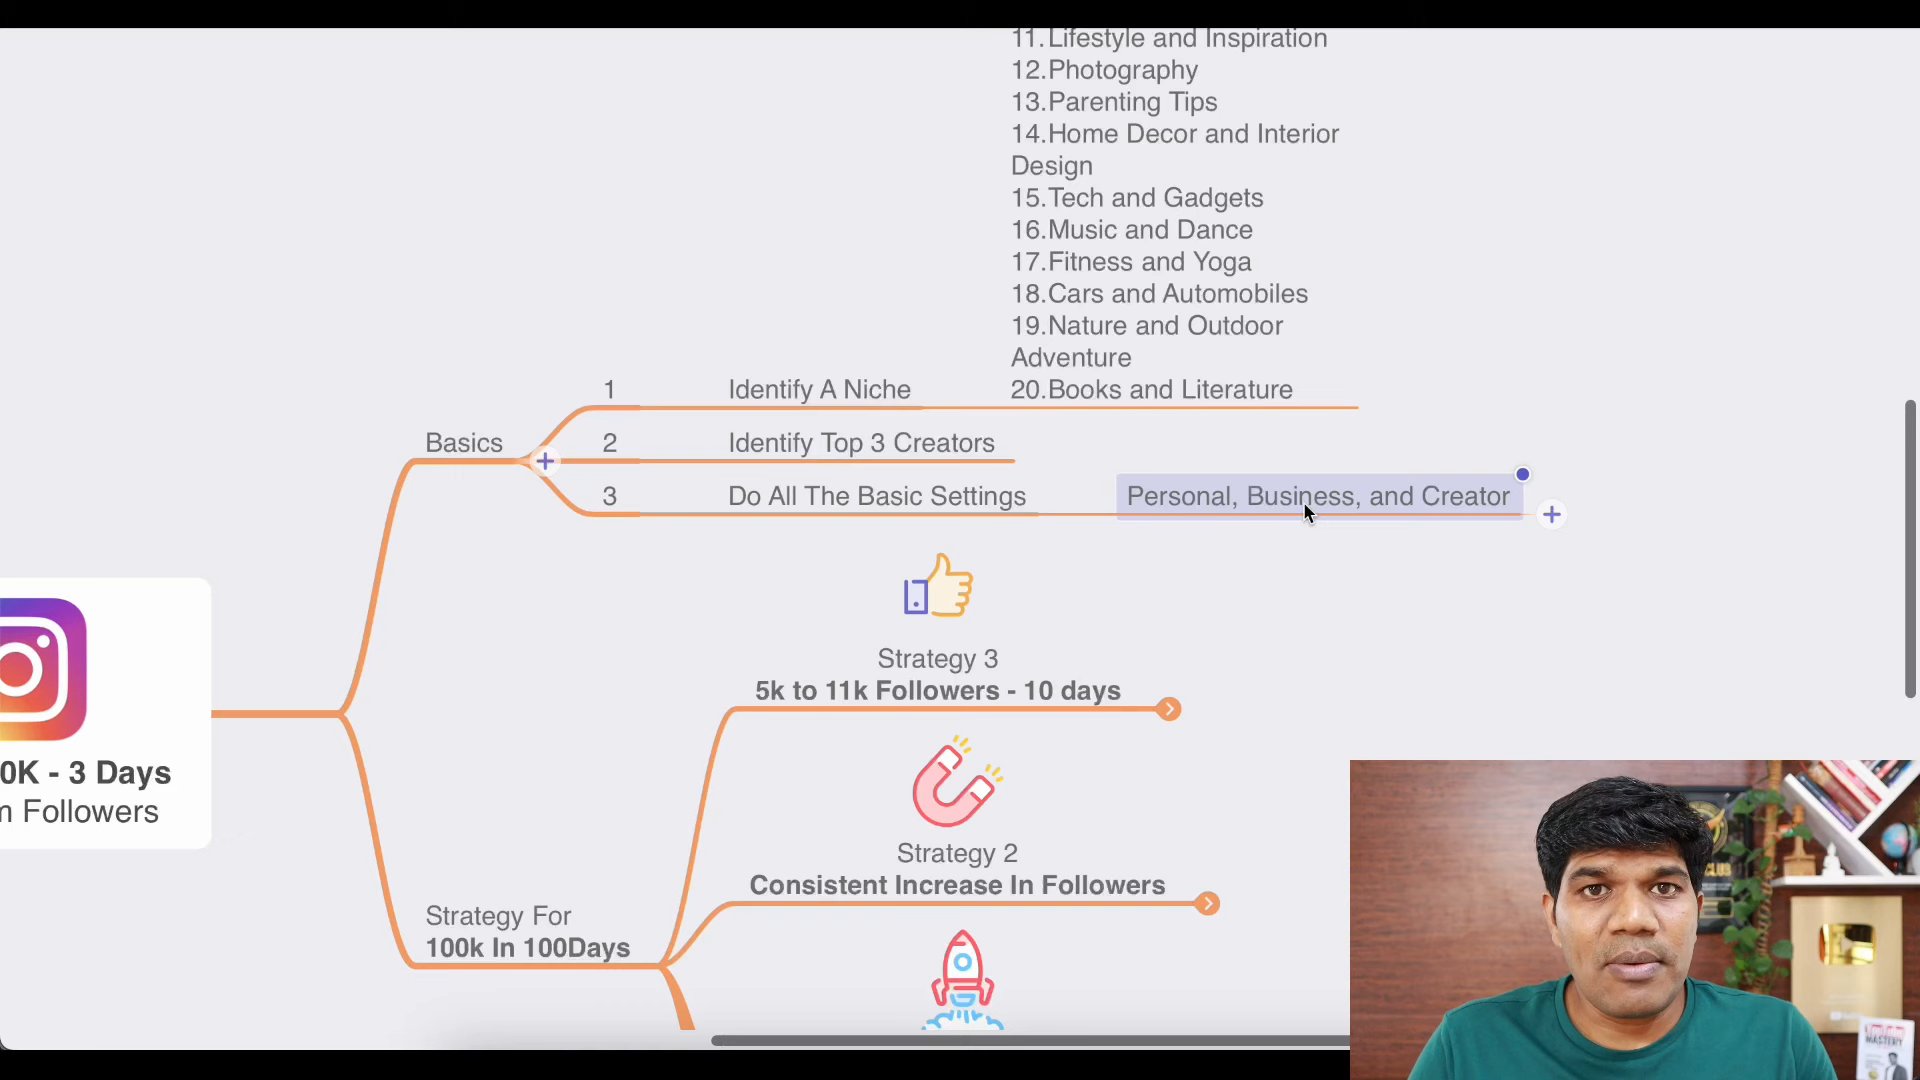 11.Lifestyle and Inspiration
12.Photography
13.Parenting Tips
14.Home Decor and Interior
Design
15.Tech and Gadgets
16.Music and Dance
17.Fitness and Yoga
18.Cars and Automobiles
19.Nature and Outdoor
Adventure
20.Books and Literature
1 Identify A Niche
Basics
2 Identify Top 3 Creators
3 Do All The Basic Settings
Personal, Business, and Creator
Strategy 3
5k to 11k Followers - 10 days
0K - 3 Days
Followers
Strategy 2
Consistent Increase In Followers
Strategy For
100k In 100Days
MASTERY